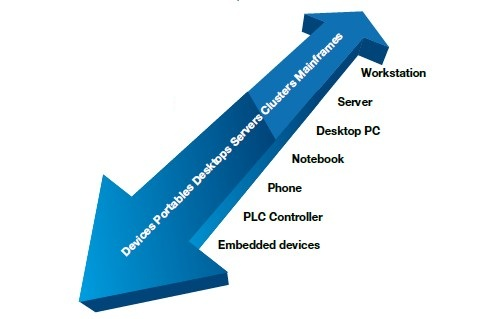 Devices Portables Desktops Servers Clusters Mainframes
Workstation
Server
Desktop PC
Notebook
Phone
PLC Controller
Embedded devices